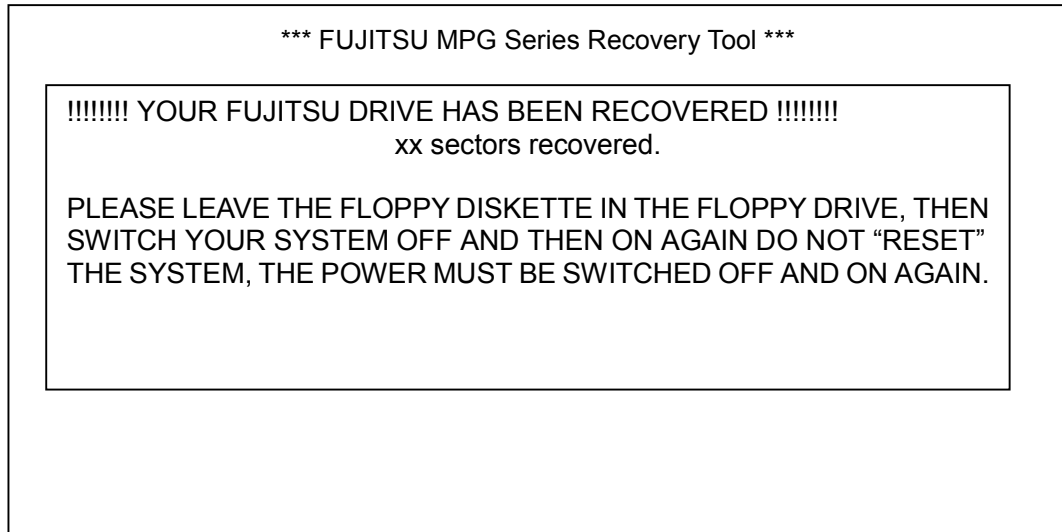 *** FUJITSU MPG Series Recovery Tool ***
!!!!!!!! YOUR FUJITSU DRIVE HAS BEEN RECOVERED !!!!!!!!
xx sectors recovered.
PLEASE LEAVE THE FLOPPY DISKETTE IN THE FLOPPY DRIVE, THEN
SWITCH YOUR SYSTEM OFF AND THEN ON AGAIN DO NOT “RESET”
THE SYSTEM, THE POWER MUST BE SWITCHED OFF AND ON AGAIN.